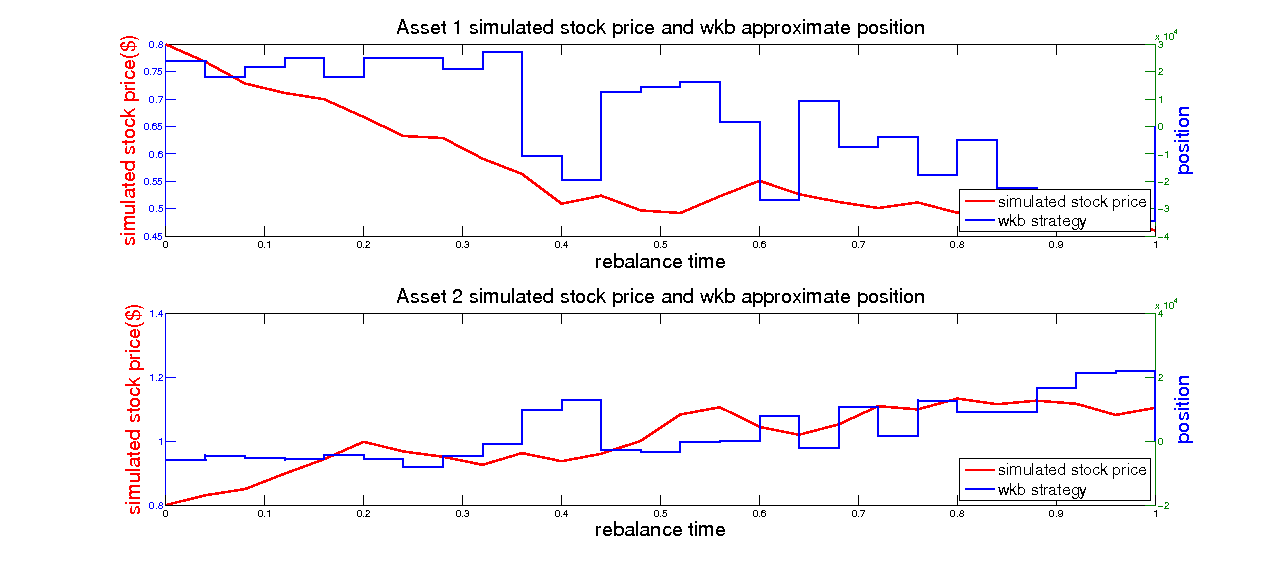 Asset 1 simulated stock price and wkb approximate position
x 10^4
simulated stock price($)
0.8
0.75
0.7
0.65
0.6
0.55
0.5
0.45
3
2
1
0
-1
-2
-3
-4
position
simulated stock price
wkb strategy
0 0.1 0.2 0.3 0.4 0.5 0.6 0.7 0.8 0.9 1
rebalance time
Asset 2 simulated stock price and wkb approximate position
x 10^4
simulated stock price($)
1.4
1.2
1
0.8
4
2
0
-2
position
simulated stock price
wkb strategy
0 0.1 0.2 0.3 0.4 0.5 0.6 0.7 0.8 0.9 1
rebalance time